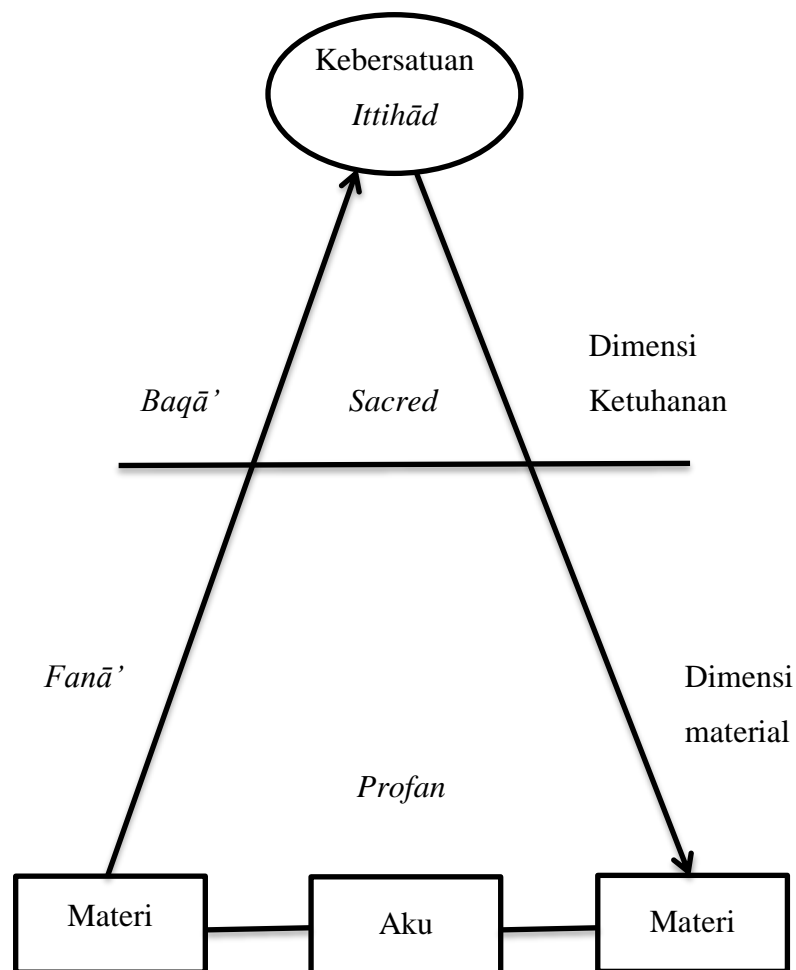 Kebersatuan
Ittihād
Dimensi
Ketuhanan
Baqā’
Sacred
Fanā’
Dimensi
material
Profan
Materi
Aku
Materi